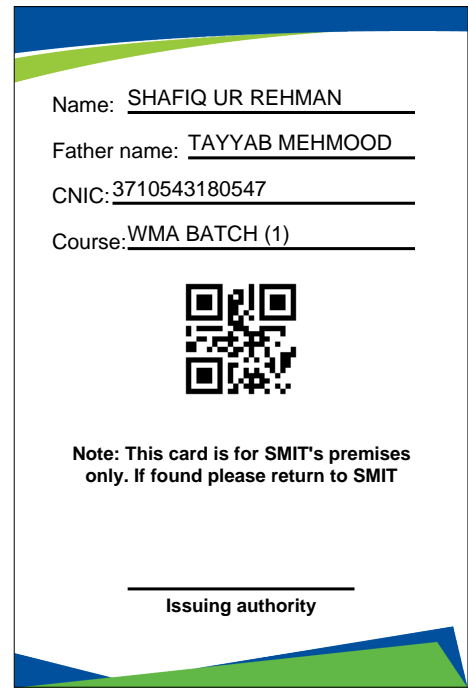 Name: SHAFIQ UR REHMAN
Father name: TAYYAB MEHMOOD
CNIC: 3710543180547
Course: WMA BATCH (1)
Note: This card is for SMIT's premises
only. If found please return to SMIT
Issuing authority